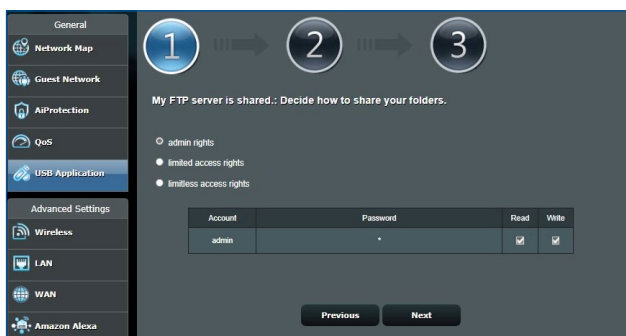 General
Network Map
Guest Network
AiProtection
QoS
USB Application
Advanced Settings
Wireless
LAN
WAN
Amazon Alexa
1 2 3
My FTP server is shared.: Decide how to share your folders.
admin rights
limited access rights
limitless access rights
Account Password Read Write
admin *
Previous Next